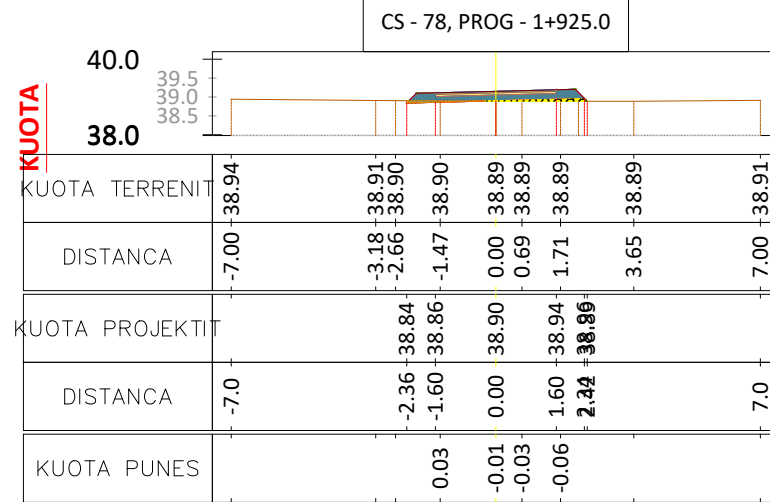 CS - 78, PROG - 1+925.0
KUOTA
40.0
39.5
39.0
38.5
38.0
KUOTA TERRENIT 38.94 38.91 38.90 38.90 38.89 38.89 38.89 38.89 38.91
DISTANCA -7.00 -3.18 -2.66 -1.47 0.00 0.69 1.71 3.65 7.00
KUOTA PROJEKTIT 38.84 38.86 38.90 38.94 38.89
DISTANCA -7.0 -2.36 -1.60 0.00 1.60 2.42 7.0
KUOTA PUNES 0.03 -0.01 -0.03 -0.06